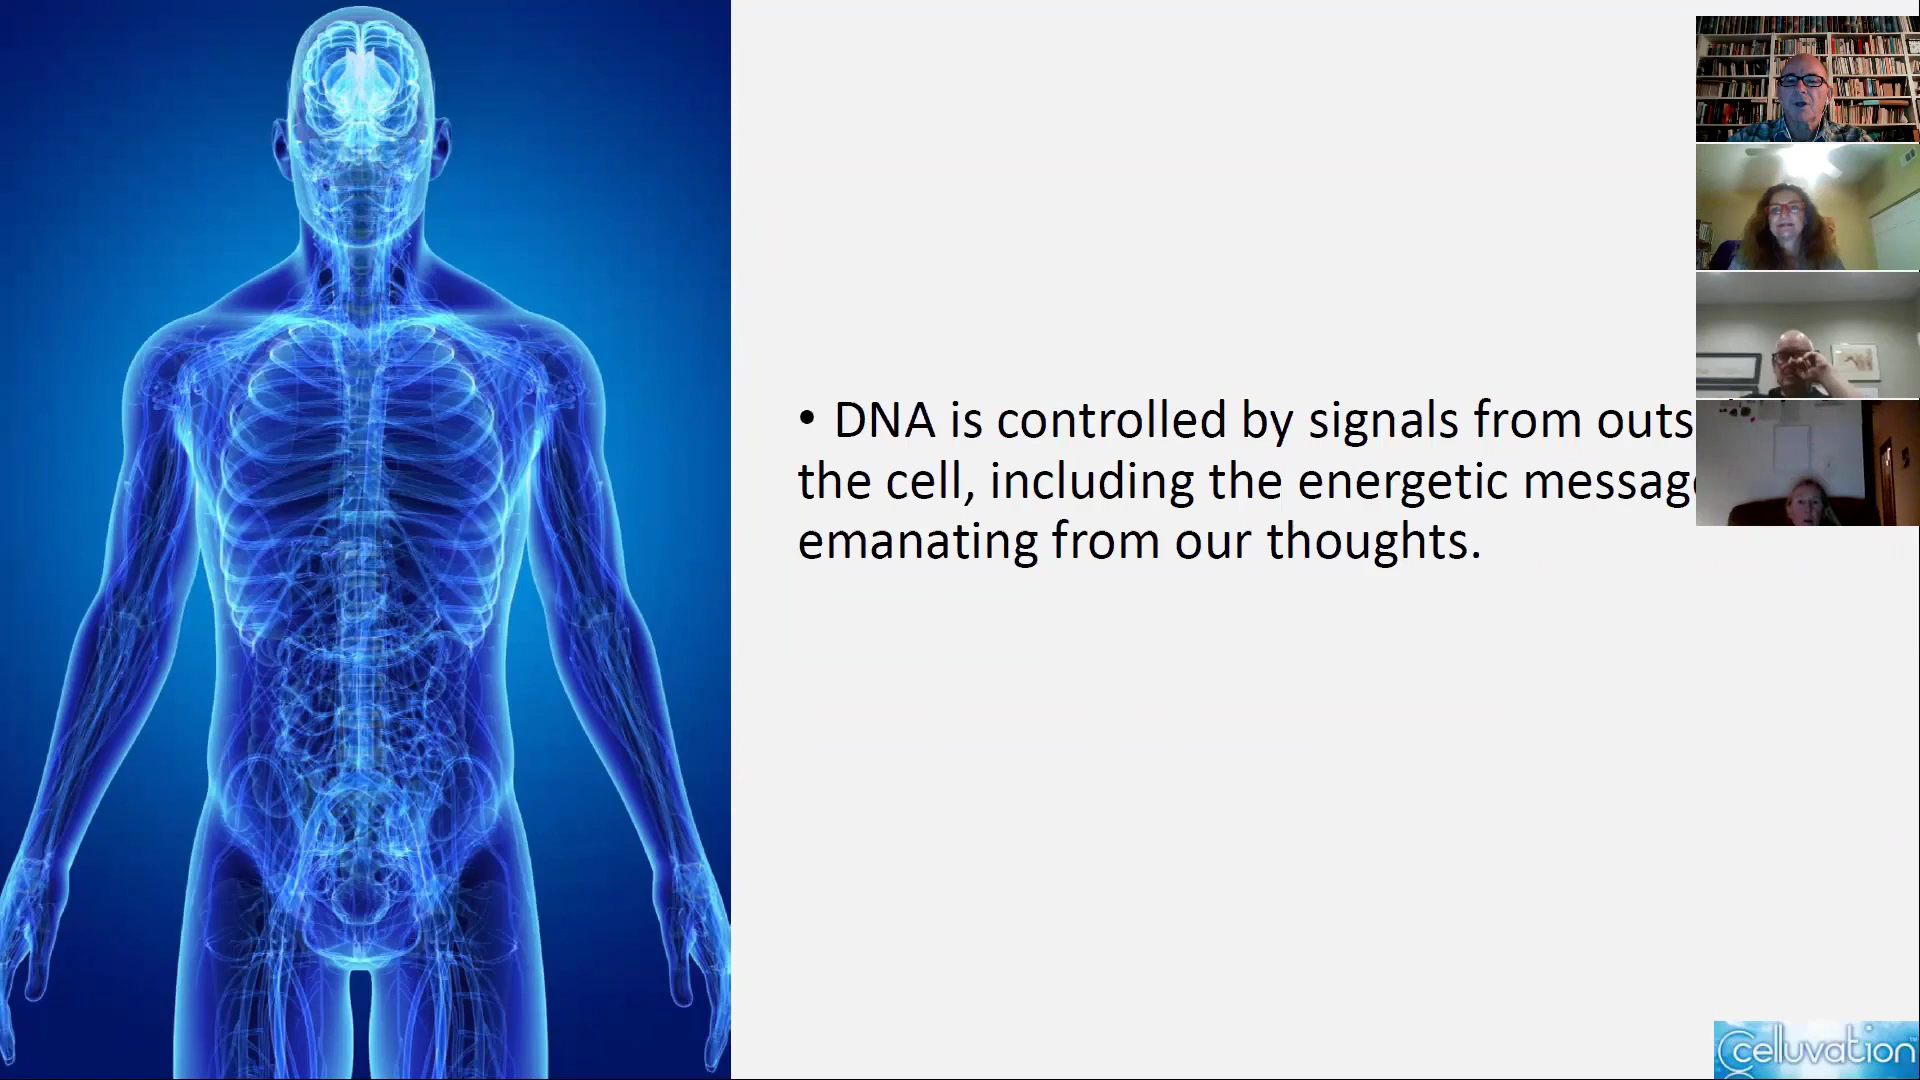 • DNA is controlled by signals from outs
the cell, including the energetic messag
emanating from our thoughts.
celluvation